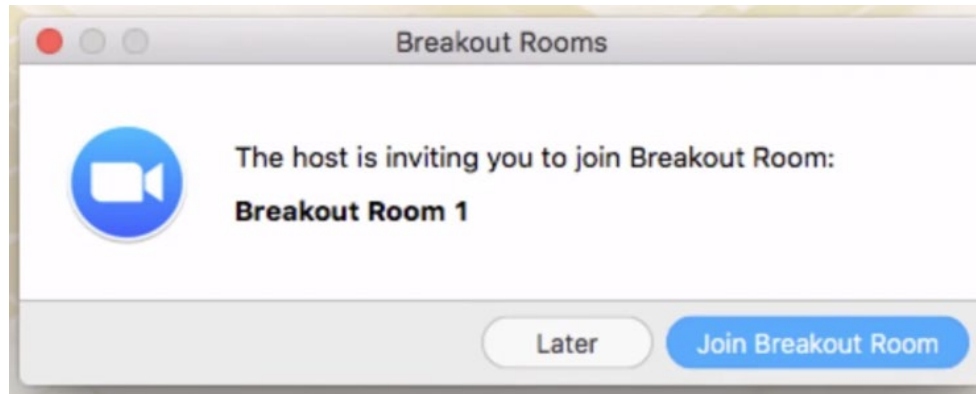 Breakout Rooms
The host is inviting you to join Breakout Room:
Breakout Room 1
Later
Join Breakout Room